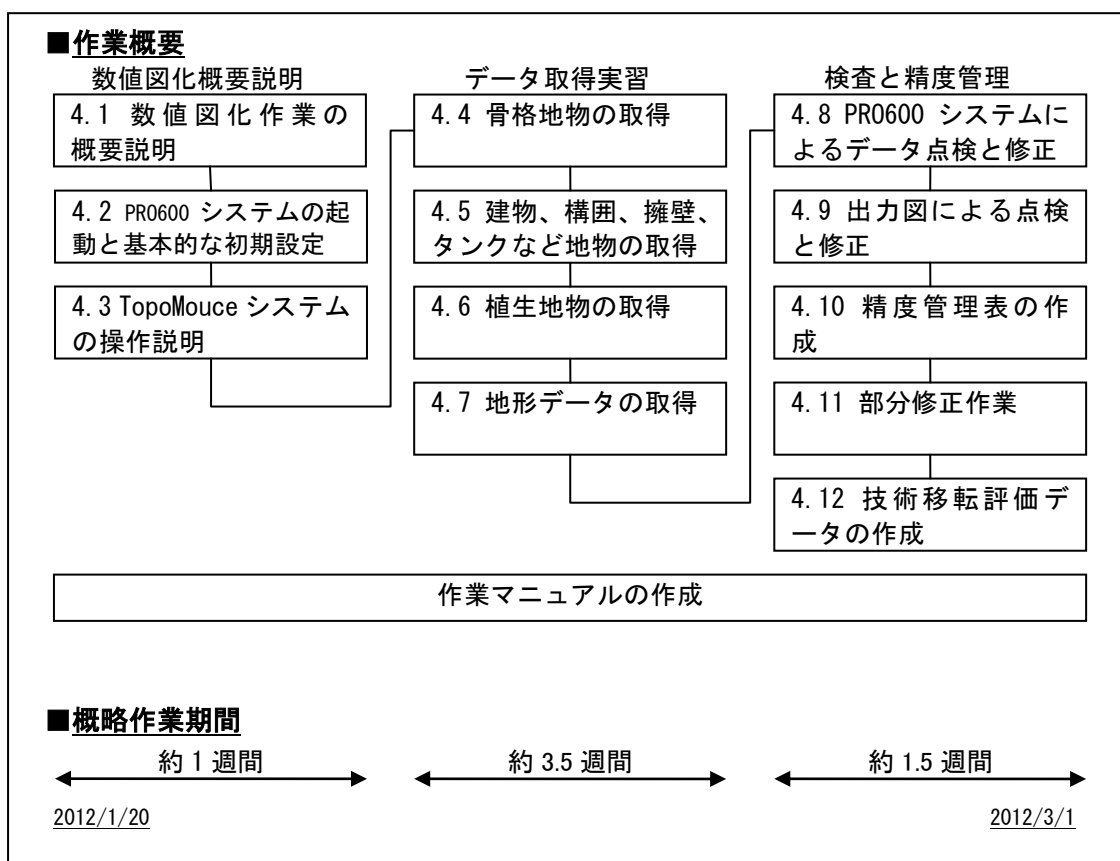 ■作業概要
数値図化概要説明
4.1 数値図化作業の
概要説明
4.2 PRO600 システムの起
動と基本的な初期設定
4.3 TopoMouce システム
の操作説明
データ取得実習
4.4 骨格地物の取得
4.5 建物、構囲、擁壁、
タンクなど地物の取得
4.6 植生地物の取得
4.7 地形データの取得
検査と精度管理
4.8 PRO600 システムに
よるデータ点検と修正
4.9 出力図による点検
と修正
4.10 精度管理表の作
成
4.11 部分修正作業
4.12 技術移転評価デ
ータの作成
作業マニュアルの作成
■概略作業期間
約 1 週間
約 3.5 週間
約 1.5 週間
2012/1/20
2012/3/1